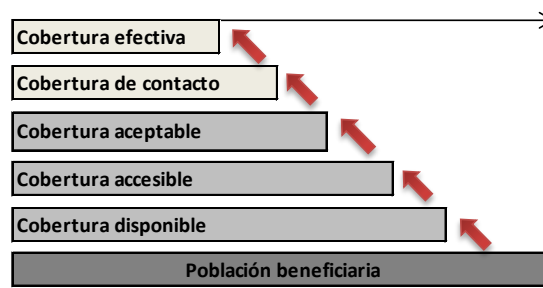 Cobertura efectiva
Cobertura de contacto
Cobertura aceptable
Cobertura accesible
Cobertura disponible
Población beneficiaria